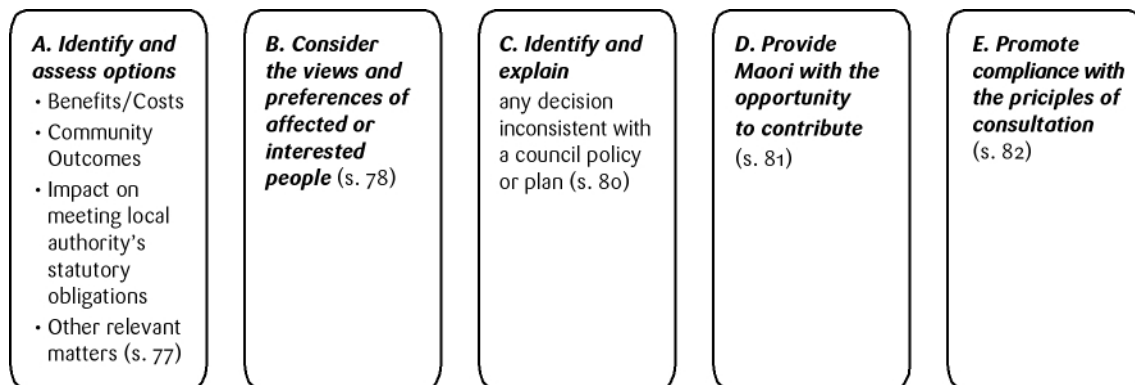 A. Identify and
assess options
• Benefits/Costs
• Community
Outcomes
• Impact on
meeting local
authority's
statutory
obligations
• Other relevant
matters (s. 77)
B. Consider
the views and
preferences of
affected or
interested
people (s. 78)
C. Identify and
explain
any decision
inconsistent with
a council policy
or plan (s. 80)
D. Provide
Maori with the
opportunity
to contribute
(s. 81)
E. Promote
compliance with
the priciples of
consultation
(s. 82)